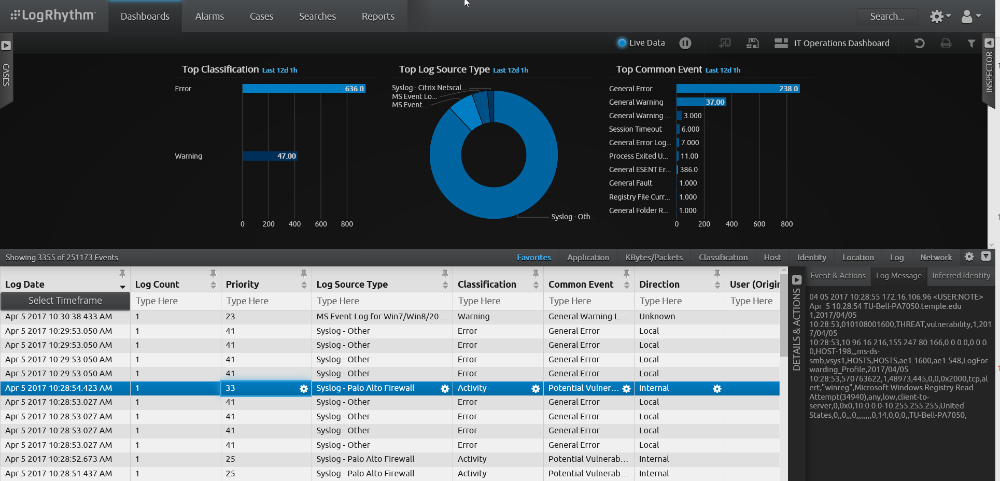 LogRhythm
Dashboards
Alarms
Cases
Searches
Reports
Search...
CASES
Live Data
IT Operations Dashboard
INSPECTOR
Top Classification Last 12d 1h
Error
636.0
Warning
47.00
0 200 400 600 800
Top Log Source Type Last 12d 1h
Syslog - Citrix Netscal...
MS Event Lo...
MS Event...
Syslog - Oth...
Top Common Event Last 12d 1h
General Error 238.0
General Warning 37.00
General Warning ... 3.000
Session Timeout 6.000
General Error Log... 7.000
Process Exited U... 11.00
General ESENT Er... 386.0
General Fault 1.000
Registry File Curr... 1.000
General Folder R... 1.000
0 200 400 600 800
Showing 3355 of 251173 Events
Favorites Application KBytes/Packets Classification Host Identity Location Log Network
Log Date Log Count Priority Log Source Type Classification Common Event Direction User (Origin
Select Timeframe Type Here Type Here Type Here Type Here Type Here Type Here Type Here
Apr 5 2017 10:30:38.433 AM 1 23 MS Event Log for Win7/Win8/20... Warning General Warning L... Unknown
Apr 5 2017 10:29:53.050 AM 1 41 Syslog - Other Error General Error Local
Apr 5 2017 10:29:53.050 AM 1 41 Syslog - Other Error General Error Local
Apr 5 2017 10:29:53.050 AM 1 41 Syslog - Other Error General Error Local
Apr 5 2017 10:29:53.050 AM 1 41 Syslog - Other Error General Error Local
Apr 5 2017 10:28:54.423 AM 1 33 Syslog - Palo Alto Firewall Activity Potential Vulner... Internal
Apr 5 2017 10:28:53.027 AM 1 41 Syslog - Other Error General Error Local
Apr 5 2017 10:28:53.027 AM 1 41 Syslog - Other Error General Error Local
Apr 5 2017 10:28:53.027 AM 1 41 Syslog - Other Error General Error Local
Apr 5 2017 10:28:53.027 AM 1 41 Syslog - Other Error General Error Local
Apr 5 2017 10:28:52.673 AM 1 25 Syslog - Palo Alto Firewall Activity Potential Vulnerab... Internal
Apr 5 2017 10:28:51.437 AM 1 25 Syslog - Palo Alto Firewall Activity Potential Vulnerab... Internal
DETAILS & ACTIONS
Event & Actions Log Message Inferred Identity
04 05 2017 10:28:55 172.16.106.96 <USER:NOTE>
Apr 5 10:28:54 TU-Bell-PA7050.temple.edu
1,2017/04/05
10:28:53,010108001600,THREAT,vulnerability,1,201
7/04/05
10:28:53,10.96.16.216,155.247.80.166,0.0.0.0,0.0.0.
0,HOST-198,,,ms-ds-
smb,vsys1,HOSTS,HOSTS,ae1.1600,ae1.548,LogFor
warding_Profile,2017/04/05
10:28:53,570763622,1,48973,445,0,0,0x2000,tcp,al
ert,"winreg",Microsoft Windows Registry Read
Attempt(34940),any,low,client-to-
server,0,0x0,10.0.0.0-10.255.255.255,United
States,0,,0,,,0,,,,,,,,0,14,0,0,0,,TU-Bell-PA7050,